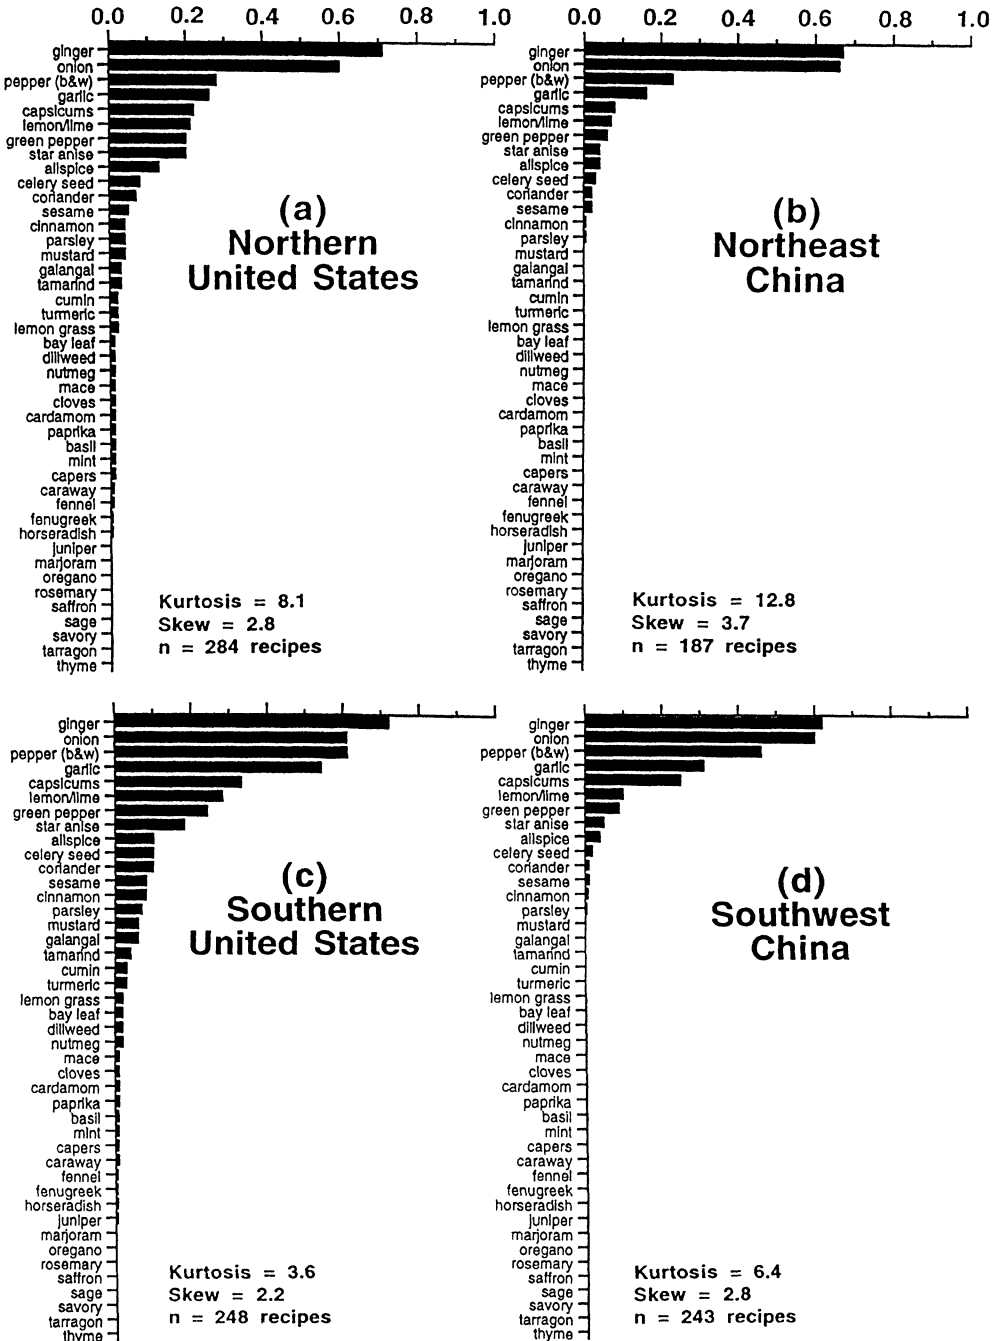 0.0 0.2 0.4 0.6 0.8 1.0
ginger
onion
pepper (b&w)
garlic
capsicums
lemon/lime
green pepper
star anise
allspice
celery seed
coriander
sesame
cinnamon
parsley
mustard
galangal
tamarind
cumin
turmeric
lemon grass
bay leaf
dillweed
nutmeg
mace
cloves
cardamom
paprika
basil
mint
capers
caraway
fennel
fenugreek
horseradish
juniper
marjoram
oregano
rosemary
saffron
sage
savory
tarragon
thyme
(a)
Northern
United States
Kurtosis = 8.1
Skew = 2.8
n = 284 recipes
0.0 0.2 0.4 0.6 0.8 1.0
ginger
onion
pepper (b&w)
garlic
capsicums
lemon/lime
green pepper
star anise
allspice
celery seed
coriander
sesame
cinnamon
parsley
mustard
galangal
tamarind
cumin
turmeric
lemon grass
bay leaf
dillweed
nutmeg
mace
cloves
cardamom
paprika
basil
mint
capers
caraway
fennel
fenugreek
horseradish
juniper
marjoram
oregano
rosemary
saffron
sage
savory
tarragon
thyme
(b)
Northeast
China
Kurtosis = 12.8
Skew = 3.7
n = 187 recipes
ginger
onion
pepper (b&w)
garlic
capsicums
lemon/lime
green pepper
star anise
allspice
celery seed
coriander
sesame
cinnamon
parsley
mustard
galangal
tamarind
cumin
turmeric
lemon grass
bay leaf
dillweed
nutmeg
mace
cloves
cardamom
paprika
basil
mint
capers
caraway
fennel
fenugreek
horseradish
juniper
marjoram
oregano
rosemary
saffron
sage
savory
tarragon
thyme
(c)
Southern
United States
Kurtosis = 3.6
Skew = 2.2
n = 248 recipes
ginger
onion
pepper (b&w)
garlic
capsicums
lemon/lime
green pepper
star anise
allspice
celery seed
coriander
sesame
cinnamon
parsley
mustard
galangal
tamarind
cumin
turmeric
lemon grass
bay leaf
dillweed
nutmeg
mace
cloves
cardamom
paprika
basil
mint
capers
caraway
fennel
fenugreek
horseradish
juniper
marjoram
oregano
rosemary
saffron
sage
savory
tarragon
thyme
(d)
Southwest
China
Kurtosis = 6.4
Skew = 2.8
n = 243 recipes